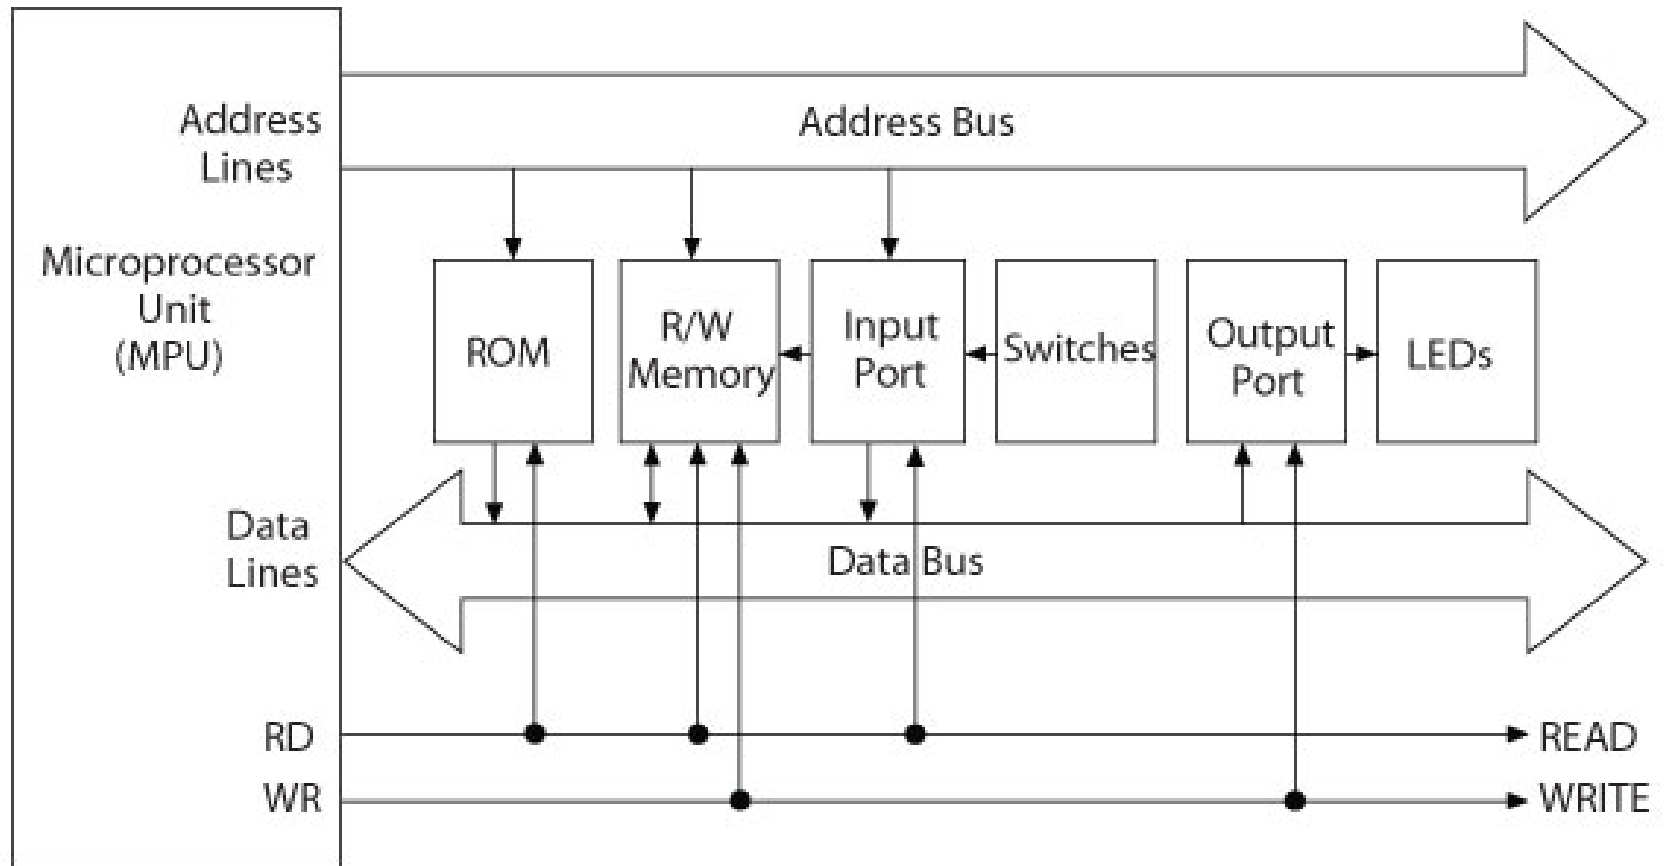 Address
Lines
Address Bus
Microprocessor
Unit
(MPU)
ROM
R/W
Memory
Input
Port
Switches
Output
Port
LEDs
Data
Lines
Data Bus
RD
READ
WR
WRITE